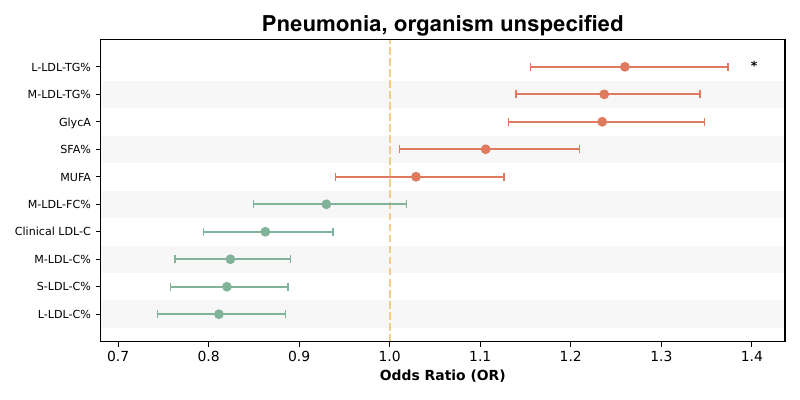 Pneumonia, organism unspecified
L-LDL-TG%
*
M-LDL-TG%
GlycA
SFA%
MUFA
M-LDL-FC%
Clinical LDL-C
M-LDL-C%
S-LDL-C%
L-LDL-C%
0.7 0.8 0.9 1.0 1.1 1.2 1.3 1.4
Odds Ratio (OR)